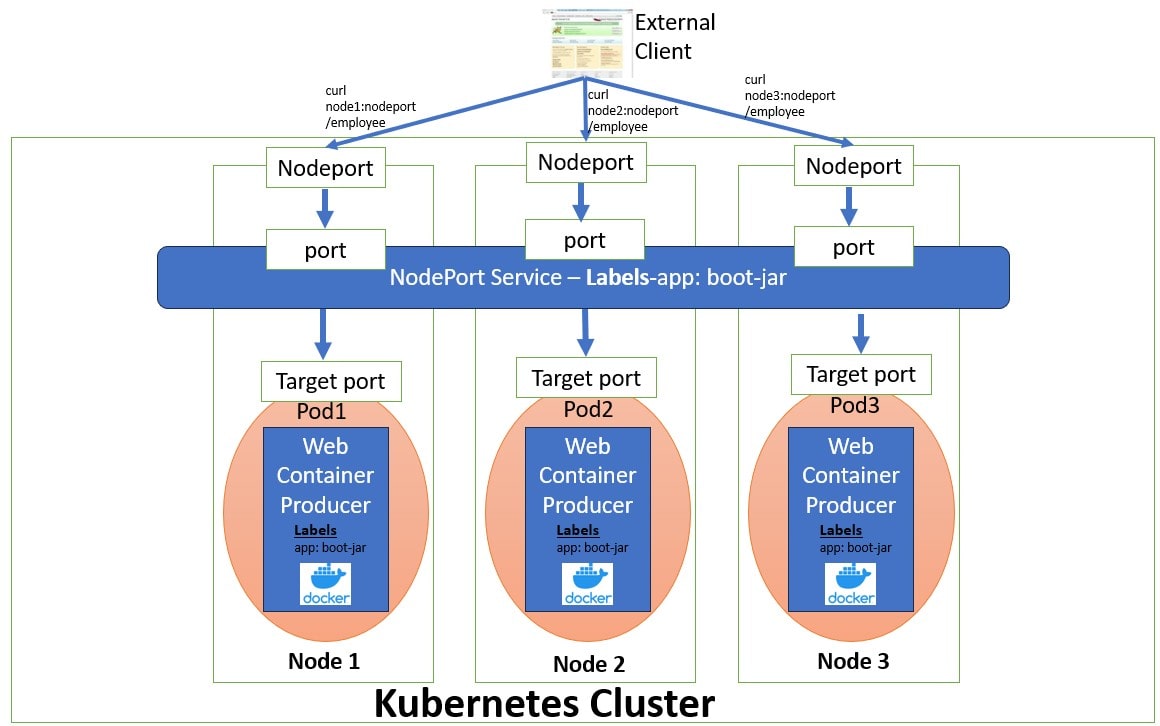 External
Client
curl
node1:nodeport
/employee
curl
node2:nodeport
/employee
curl
node3:nodeport
/employee
Nodeport
Nodeport
Nodeport
port
port
port
NodePort Service – Labels-app: boot-jar
Target port
Target port
Target port
Pod1
Pod2
Pod3
Web
Container
Producer
Labels
app: boot-jar
docker
Web
Container
Producer
Labels
app: boot-jar
docker
Web
Container
Producer
Labels
app: boot-jar
docker
Node 1
Node 2
Node 3
Kubernetes Cluster